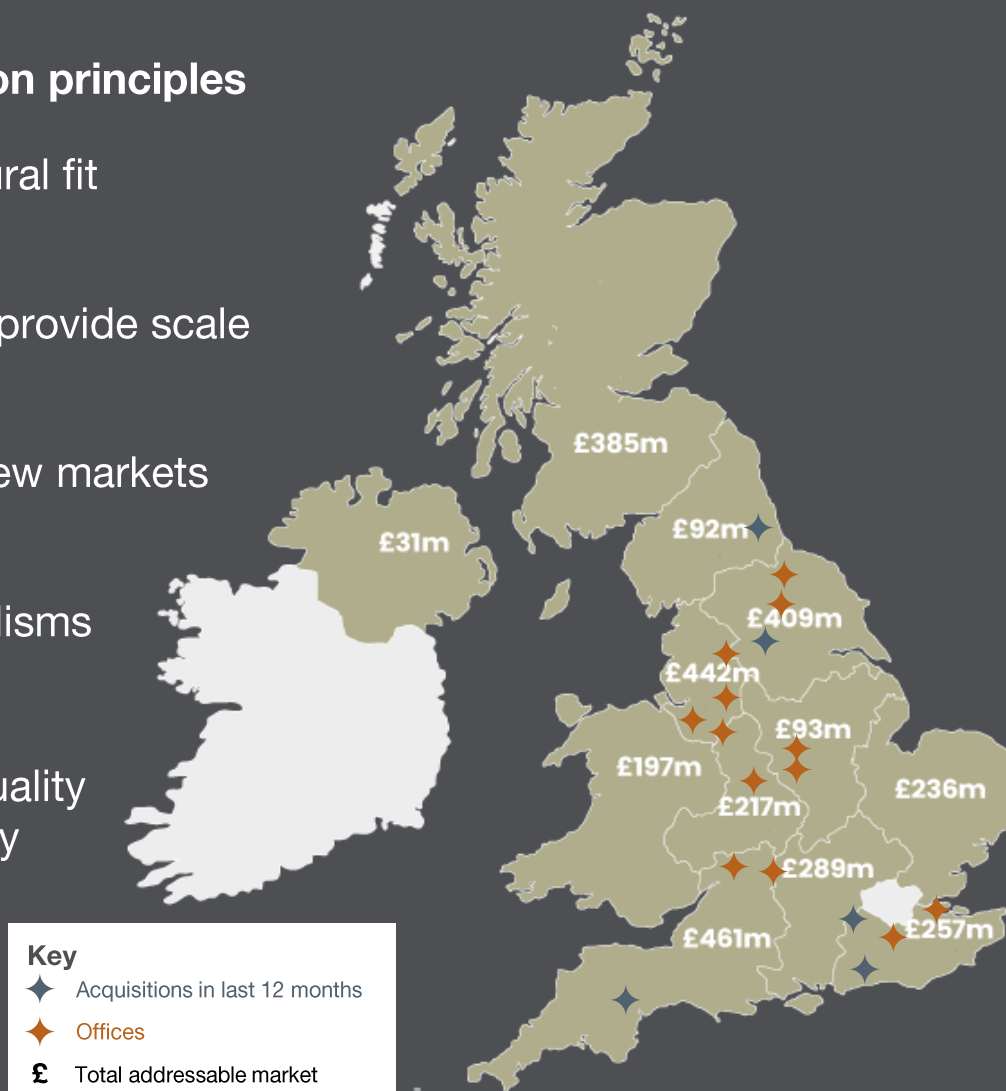 on principles
ural fit
provide scale
ew markets
lisms
uality
y
£385m
£92m
£31m
£409m
£442m
£93m
£197m
£236m
£217m
£289m
£257m
£461m
Key
Acquisitions in last 12 months
Offices
£ Total addressable market